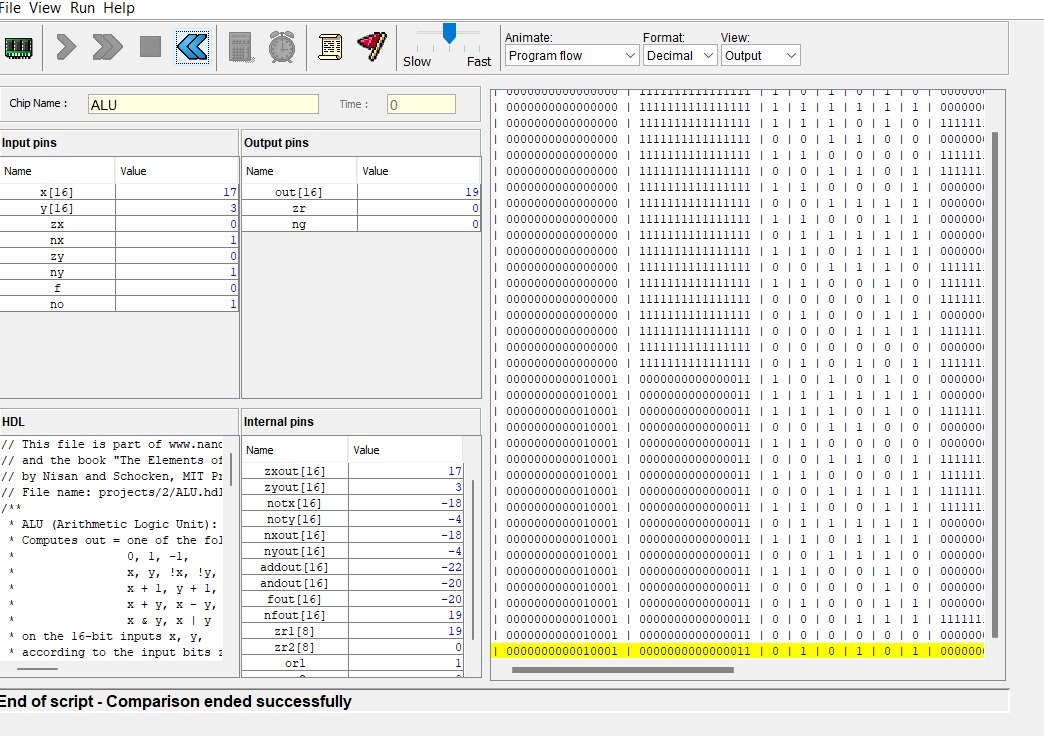 File View Run Help
Slow Fast
Animate: Format: View:
Program flow Decimal Output
Chip Name : ALU Time : 0
Input pins
Name Value
x[16] 17
y[16] 3
zx 0
nx 1
zy 0
ny 1
f 0
no 1
Output pins
Name Value
out[16] 19
zr 0
ng 0
HDL
// This file is part of www.nand
// and the book "The Elements of
// by Nisan and Schocken, MIT Pr
// File name: projects/2/ALU.hdl
/**
* ALU (Arithmetic Logic Unit):
* Computes out = one of the fol
* 0, 1, -1,
* x, y, !x, !y,
* x + 1, y + 1,
* x + y, x - y,
* x & y, x | y
* on the 16-bit inputs x, y,
* according to the input bits z
Internal pins
Name Value
zxout[16] 17
zyout[16] 3
notx[16] -18
noty[16] -4
nxout[16] -18
nyout[16] -4
addout[16] -22
andout[16] -20
fout[16] -20
nfout[16] 19
zr1[8] 19
zr2[8] 0
or1 1
| 0000000000000000 | 1111111111111111 | 1 | 0 | 1 | 0 | 1 | 0 | 000000
| 0000000000000000 | 1111111111111111 | 1 | 1 | 1 | 1 | 1 | 1 | 000000
| 0000000000000000 | 1111111111111111 | 1 | 1 | 1 | 0 | 1 | 0 | 111111
| 0000000000000000 | 1111111111111111 | 0 | 0 | 1 | 1 | 0 | 0 | 000000
| 0000000000000000 | 1111111111111111 | 1 | 1 | 0 | 0 | 0 | 0 | 111111
| 0000000000000000 | 1111111111111111 | 0 | 0 | 1 | 1 | 0 | 1 | 111111
| 0000000000000000 | 1111111111111111 | 1 | 1 | 0 | 0 | 0 | 1 | 000000
| 0000000000000000 | 1111111111111111 | 0 | 0 | 1 | 1 | 1 | 1 | 000000
| 0000000000000000 | 1111111111111111 | 1 | 1 | 0 | 0 | 1 | 1 | 000000
| 0000000000000000 | 1111111111111111 | 0 | 1 | 1 | 1 | 1 | 1 | 000000
| 0000000000000000 | 1111111111111111 | 1 | 1 | 0 | 1 | 1 | 1 | 000000
| 0000000000000000 | 1111111111111111 | 0 | 0 | 1 | 1 | 1 | 0 | 111111
| 0000000000000000 | 1111111111111111 | 1 | 1 | 0 | 0 | 1 | 0 | 111111
| 0000000000000000 | 1111111111111111 | 0 | 0 | 0 | 0 | 1 | 0 | 111111
| 0000000000000000 | 1111111111111111 | 0 | 1 | 0 | 0 | 1 | 1 | 000000
| 0000000000000000 | 1111111111111111 | 0 | 0 | 0 | 1 | 1 | 1 | 111111
| 0000000000000000 | 1111111111111111 | 0 | 0 | 0 | 0 | 0 | 0 | 000000
| 0000000000000000 | 1111111111111111 | 0 | 1 | 0 | 1 | 0 | 1 | 111111
| 0000000000010001 | 0000000000000011 | 1 | 0 | 1 | 0 | 1 | 0 | 000000
| 0000000000010001 | 0000000000000011 | 1 | 1 | 1 | 1 | 1 | 1 | 000000
| 0000000000010001 | 0000000000000011 | 1 | 1 | 1 | 0 | 1 | 0 | 111111
| 0000000000010001 | 0000000000000011 | 0 | 0 | 1 | 1 | 0 | 0 | 000000
| 0000000000010001 | 0000000000000011 | 1 | 1 | 0 | 0 | 0 | 0 | 000000
| 0000000000010001 | 0000000000000011 | 0 | 0 | 1 | 1 | 0 | 1 | 111111
| 0000000000010001 | 0000000000000011 | 1 | 1 | 0 | 0 | 0 | 1 | 111111
| 0000000000010001 | 0000000000000011 | 0 | 0 | 1 | 1 | 1 | 1 | 111111
| 0000000000010001 | 0000000000000011 | 1 | 1 | 0 | 0 | 1 | 1 | 111111
| 0000000000010001 | 0000000000000011 | 0 | 1 | 1 | 1 | 1 | 1 | 000000
| 0000000000010001 | 0000000000000011 | 1 | 1 | 0 | 1 | 1 | 1 | 000000
| 0000000000010001 | 0000000000000011 | 0 | 0 | 1 | 1 | 1 | 0 | 000000
| 0000000000010001 | 0000000000000011 | 1 | 1 | 0 | 0 | 1 | 0 | 000000
| 0000000000010001 | 0000000000000011 | 0 | 0 | 0 | 0 | 1 | 0 | 000000
| 0000000000010001 | 0000000000000011 | 0 | 1 | 0 | 0 | 1 | 1 | 000000
| 0000000000010001 | 0000000000000011 | 0 | 0 | 0 | 1 | 1 | 1 | 111111
| 0000000000010001 | 0000000000000011 | 0 | 0 | 0 | 0 | 0 | 0 | 000000
| 0000000000010001 | 0000000000000011 | 0 | 1 | 0 | 1 | 0 | 1 | 000000
End of script - Comparison ended successfully